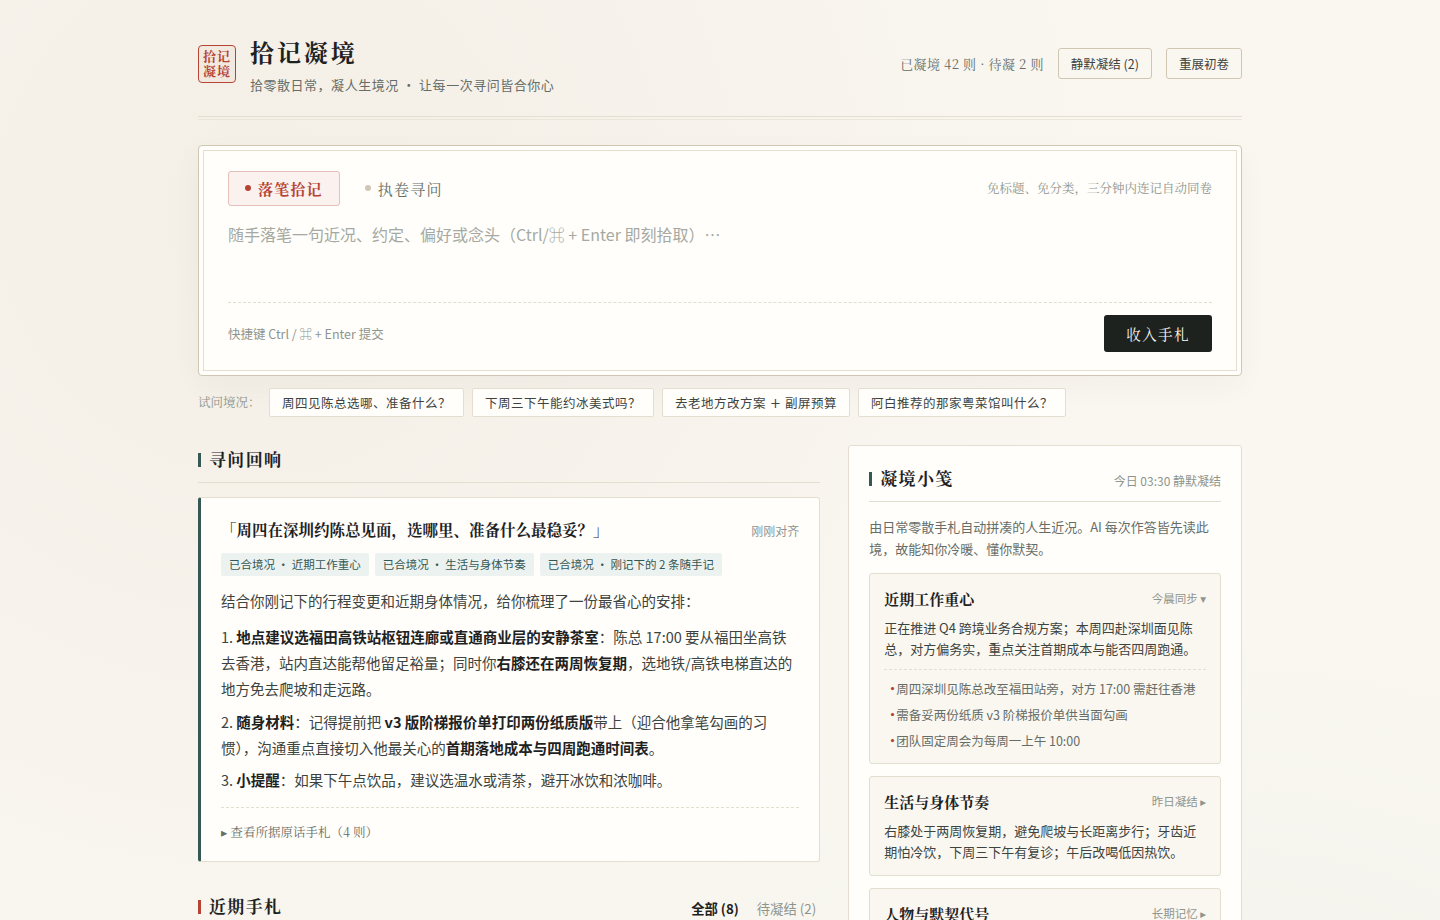 拾记
凝境
拾记凝境
拾零散日常，凝人生境况 · 让每一次寻问皆合你心
已凝境 42 则 · 待凝 2 则
静默凝结 (2)
重展初卷
落笔拾记
执卷寻问
免标题、免分类，三分钟内连记自动同卷
随手落笔一句近况、约定、偏好或念头（Ctrl/⌘ + Enter 即刻拾取）…
快捷键 Ctrl / ⌘ + Enter 提交
收入手札
试问境况：
周四见陈总选哪、准备什么？
下周三下午能约冰美式吗？
去老地方改方案 + 副屏预算
阿白推荐的那家粤菜馆叫什么？
寻问回响
「周四在深圳约陈总见面，选哪里、准备什么最稳妥？」
刚刚对齐
已合境况 · 近期工作重心
已合境况 · 生活与身体节奏
已合境况 · 刚记下的 2 条随手记
结合你刚记下的行程变更和近期身体情况，给你梳理了一份最省心的安排：
1. 地点建议选福田高铁站枢纽连廊或直通商业层的安静茶室：陈总 17:00 要从福田坐高铁
去香港，站内直达能帮他留足裕量；同时你右膝还在两周恢复期，选地铁/高铁电梯直达的
地方免去爬坡和走远路。
2. 随身材料：记得提前把 v3 版阶梯报价单打印两份纸质版带上（迎合他拿笔勾画的习
惯），沟通重点直接切入他最关心的首期落地成本与四周跑通时间表。
3. 小提醒：如果下午点饮品，建议选温水或清茶，避开冰饮和浓咖啡。
▸ 查看所据原话手札（4 则）
近期手札
全部 (8)
待凝结 (2)
凝境小笺
今日 03:30 静默凝结
由日常零散手札自动拼凑的人生近况。AI 每次作答皆先读此
境，故能知你冷暖、懂你默契。
近期工作重心
今晨同步 ▾
正在推进 Q4 跨境业务合规方案；本周四赴深圳面见陈
总，对方偏务实，重点关注首期成本与能否四周跑通。
•周四深圳见陈总改至福田站旁，对方 17:00 需赶往香港
•需备妥两份纸质 v3 阶梯报价单供当面勾画
•团队固定周会为每周一上午 10:00
生活与身体节奏
昨日凝结 ▸
右膝处于两周恢复期，避免爬坡与长距离步行；牙齿近
期怕冷饮，下周三下午有复诊；午后改喝低因热饮。
人物与默契代号
长期记忆 ▸